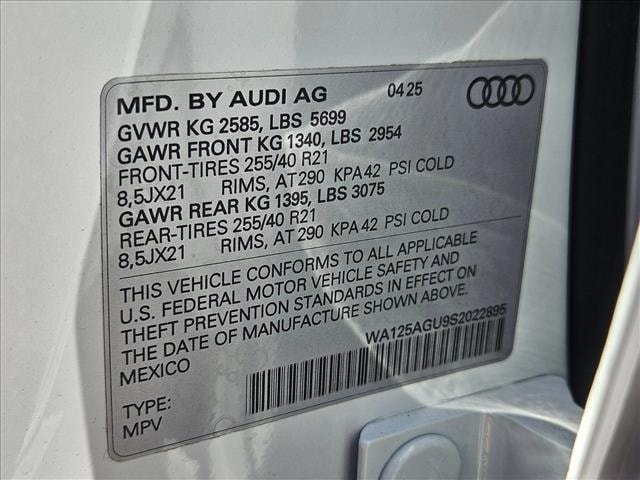 MFD. BY AUDI AG 04 25
GVWR KG 2585, LBS 5699
GAWR FRONT KG 1340, LBS 2954
FRONT-TIRES 255/40 R21
8,5JX21 RIMS, AT 290 KPA 42 PSI COLD
GAWR REAR KG 1395, LBS 3075
REAR-TIRES 255/40 R21
8,5JX21 RIMS, AT 290 KPA 42 PSI COLD
THIS VEHICLE CONFORMS TO ALL APPLICABLE
U.S. FEDERAL MOTOR VEHICLE SAFETY AND
THEFT PREVENTION STANDARDS IN EFFECT ON
THE DATE OF MANUFACTURE SHOWN ABOVE.
MEXICO WA125AGU9S2022895
TYPE:
MPV